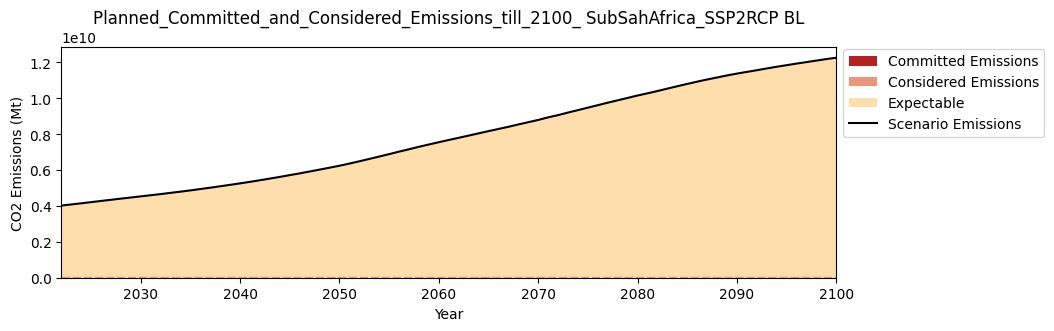 Planned_Committed_and_Considered_Emissions_till_2100_ SubSahAfrica_SSP2RCP BL
1e10
1.2
1.0
0.8
0.6
0.4
0.2
0.0
CO2 Emissions (Mt)
2030 2040 2050 2060 2070 2080 2090 2100
Year
Committed Emissions
Considered Emissions
Expectable
Scenario Emissions